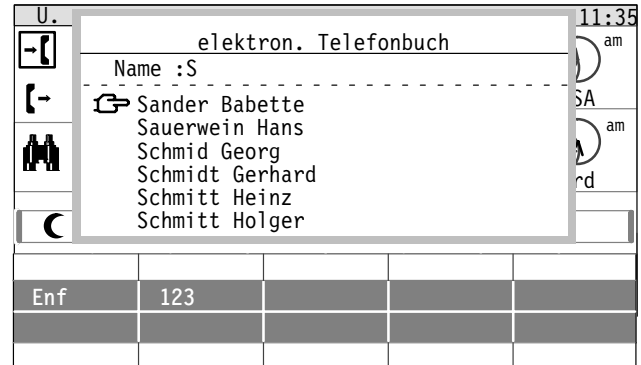 U.
11:35
elektron. Telefonbuch
am
Name :S
SA
Sander Babette
Sauerwein Hans
am
Schmid Georg
Schmidt Gerhard
rd
Schmitt Heinz
Schmitt Holger
Enf 123